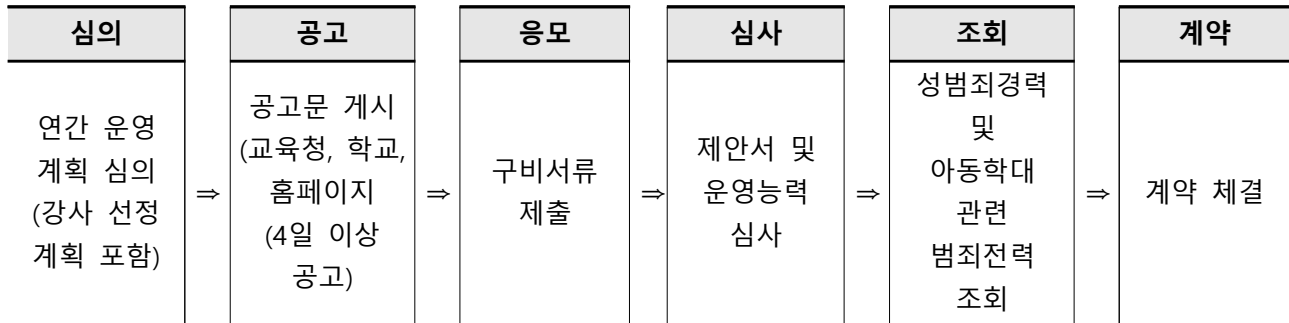 심의
연간 운영
계획 심의
(강사 선정
계획 포함)
⇒
공고
공고문 게시
(교육청, 학교,
홈페이지
(4일 이상
공고)
⇒
응모
구비서류
제출
⇒
심사
제안서 및
운영능력
심사
⇒
조회
성범죄경력
및
아동학대
관련
범죄전력
조회
⇒
계약
계약 체결